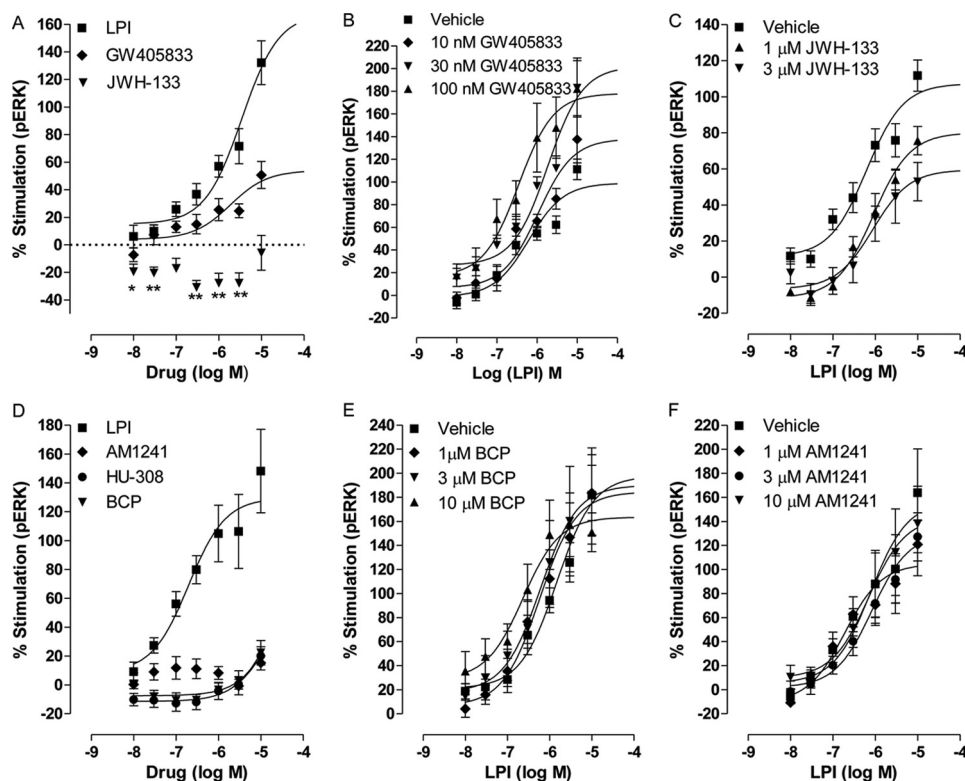 A
LPI
GW405833
JWH-133
% Stimulation (pERK)
160
140
120
100
80
60
40
20
0
-20
-40
* ** ** ** **
-9 -8 -7 -6 -5 -4
Drug (log M)
B
Vehicle
10 nM GW405833
30 nM GW405833
100 nM GW405833
% Stimulation (pERK)
220
200
180
160
140
120
100
80
60
40
20
0
-20
-9 -8 -7 -6 -5 -4
Log (LPI) M
C
Vehicle
1 μM JWH-133
3 μM JWH-133
% Stimulation (pERK)
140
120
100
80
60
40
20
0
-20
-9 -8 -7 -6 -5 -4
LPI (log M)
D
LPI
AM1241
HU-308
BCP
% Stimulation (pERK)
180
160
140
120
100
80
60
40
20
0
-20
-9 -8 -7 -6 -5 -4
Drug (log M)
E
Vehicle
1μM BCP
3 μM BCP
10 μM BCP
% Stimulation (pERK)
240
220
200
180
160
140
120
100
80
60
40
20
0
-20
-9 -8 -7 -6 -5 -4
LPI (log M)
F
Vehicle
1 μM AM1241
3 μM AM1241
10 μM AM1241
% Stimulation (pERK)
220
200
180
160
140
120
100
80
60
40
20
0
-20
-9 -8 -7 -6 -5 -4
LPI (log M)